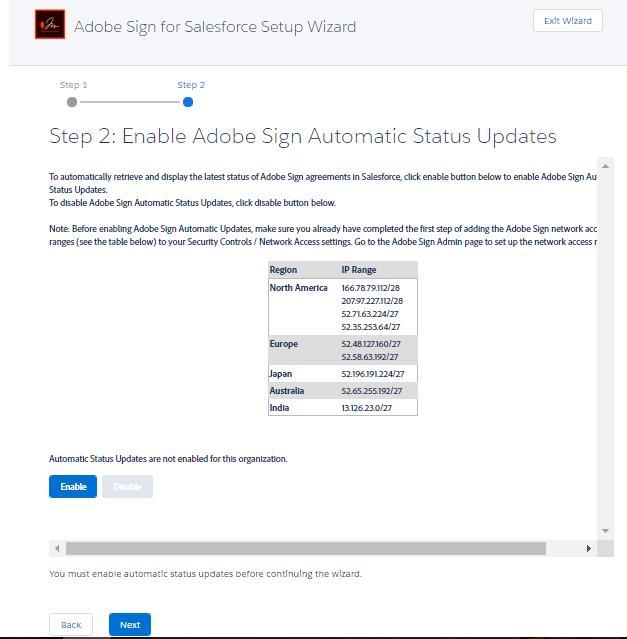 Adobe Sign for Salesforce Setup Wizard
Exit Wizard
Step 1
Step 2
Step 2: Enable Adobe Sign Automatic Status Updates
To automatically retrieve and display the latest status of Adobe Sign agreements in Salesforce, click enable button below to enable Adobe Sign Au
Status Updates.
To disable Adobe Sign Automatic Status Updates, click disable button below.
Note: Before enabling Adobe Sign Automatic Updates, make sure you already have completed the first step of adding the Adobe Sign network acc
ranges (see the table below) to your Security Controls / Network Access settings. Go to the Adobe Sign Admin page to set up the network access r
Region IP Range
North America 166.78.79.112/28
207.97.227.112/28
52.71.63.224/27
52.35.253.64/27
Europe 52.48.127.160/27
52.58.63.192/27
Japan 52.196.191.224/27
Australia 52.65.255.192/27
India 13.126.23.0/27
Automatic Status Updates are not enabled for this organization.
Enable
Disable
You must enable automatic status updates before continuing the wizard.
Back
Next